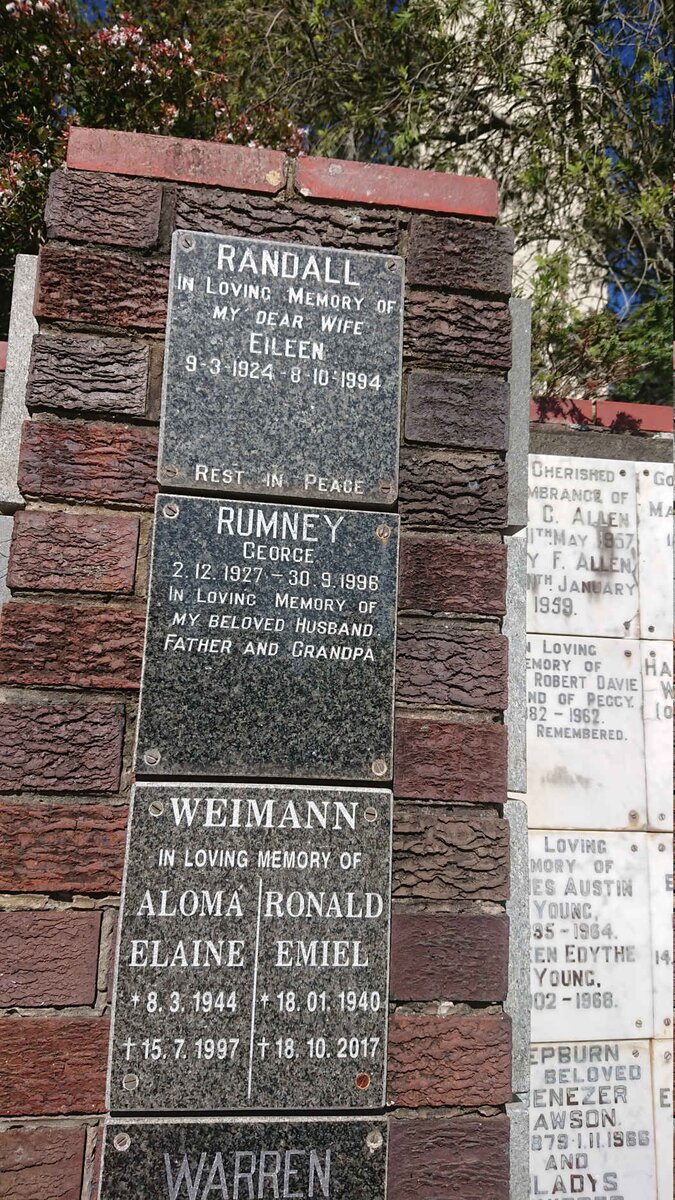 RANDALL
IN LOVING MEMORY OF
MY DEAR WIFE
EILEEN
9-3-1924-8-10-1994
REST IN PEACE
RUMNEY
GEORGE
2.12.1927-30.9.1996
IN LOVING MEMORY OF
MY BELOVED HUSBAND
FATHER AND GRANDPA
WEIMANN
IN LOVING MEMORY OF
ALOMÁ
ELAINE
* 8.3.1944
† 15.7.1997
RONALD
EMIEL
* 18.01.1940
† 18.10.2017
WARREN
CHERISHED
OF
C. ALLEN
MAY 1957
F. ALLEN
JANUARY
1959.
LOVING
OF
ROBERT DAVIE
OF PEGGY.
1962.
REMEMBERED.
LOVING
OF
AUSTIN
YOUNG,
1964.
EDYTHE
YOUNG,
1968.
BELOVED
1.11.1966
AND